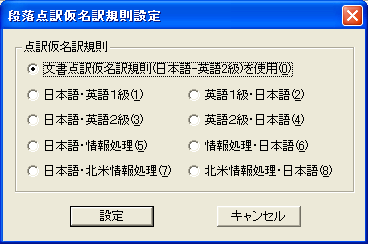 段落点訳仮名訳規則設定
点訳仮名訳規則
文書点訳仮名訳規則(日本語-英語2級)を使用(0)
日本語・英語1級(1) 英語1級・日本語(2)
日本語・英語2級(3) 英語2級・日本語(4)
日本語・情報処理(5) 情報処理・日本語(6)
日本語・北米情報処理(7) 北米情報処理・日本語(8)
設定 キャンセル